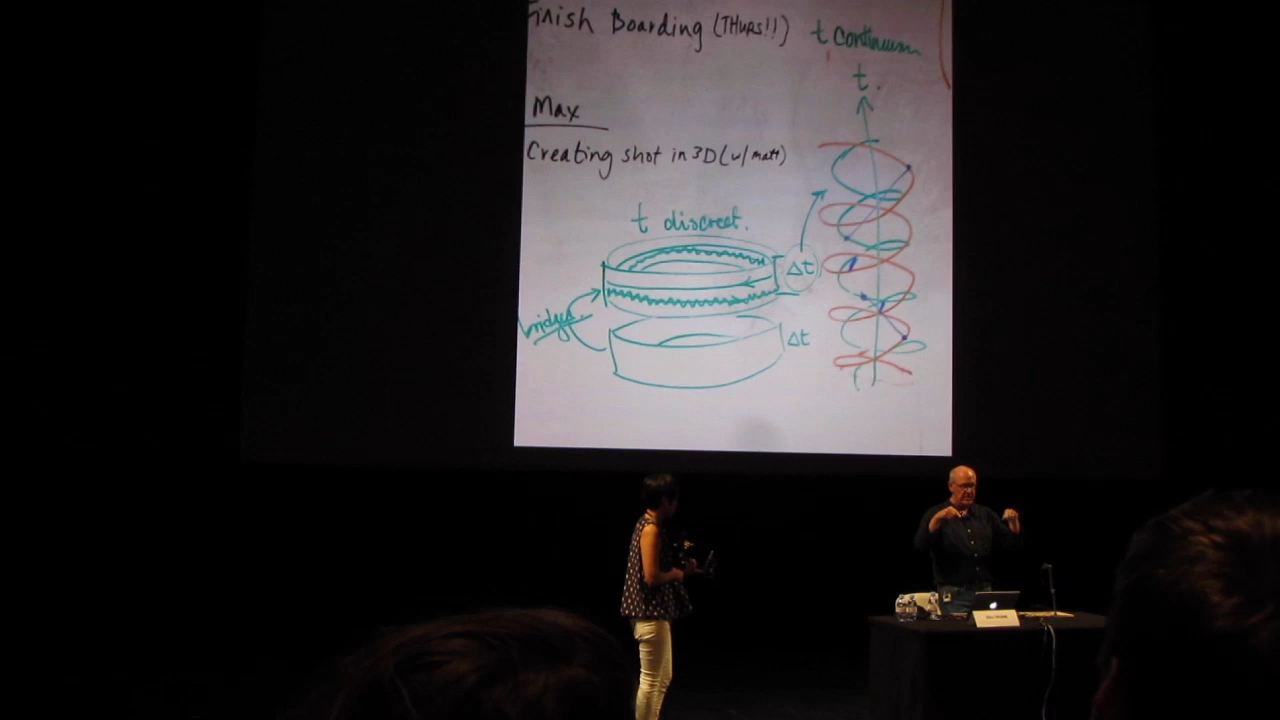 Finish Boarding (THURS!!)
t continuum
t.
Max
Creating shot in 3D (w/ Matt)
t discreet.
Δt
bridges.
Δt